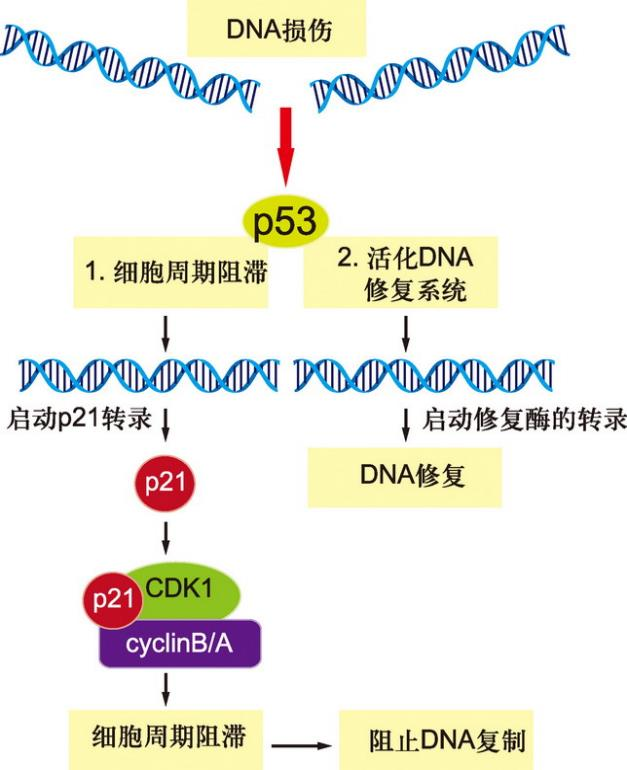 DNA损伤
p53
1. 细胞周期阻滞
2. 活化DNA
修复系统
启动p21转录
启动修复酶的转录
p21
DNA修复
p21
CDK1
cyclinB/A
细胞周期阻滞
阻止DNA复制